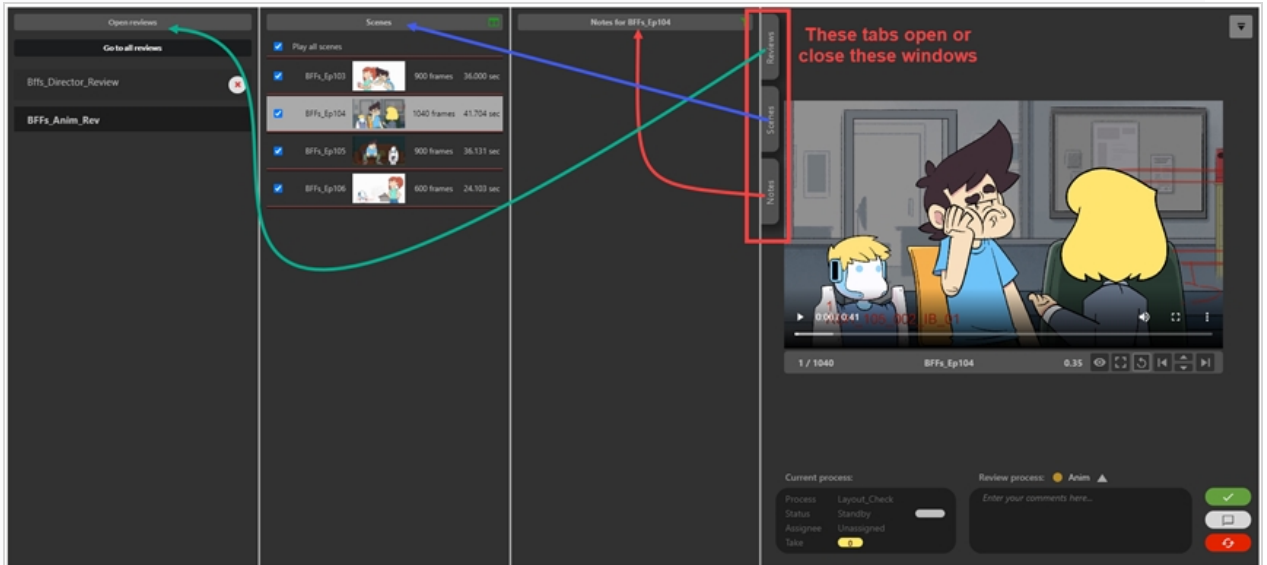 Open reviews
Go to all reviews
Bffs_Director_Review
BFFs_Anim_Rev
Scenes
Play all scenes
BFFs_Ep103 900 frames 36.000 sec
BFFs_Ep104 1040 frames 41.704 sec
BFFs_Ep105 900 frames 36.131 sec
BFFs_Ep106 600 frames 24.103 sec
Notes for BFFs_Ep104
Reviews
Scenes
Notes
These tabs open or
close these windows
1
0:00 / 0:41
105_002_IB_01
1 / 1040 BFFs_Ep104 0.35
Current process:
Process Layout_Check
Status Standby
Assignee Unassigned
Take 0
Review process: Anim
Enter your comments here...